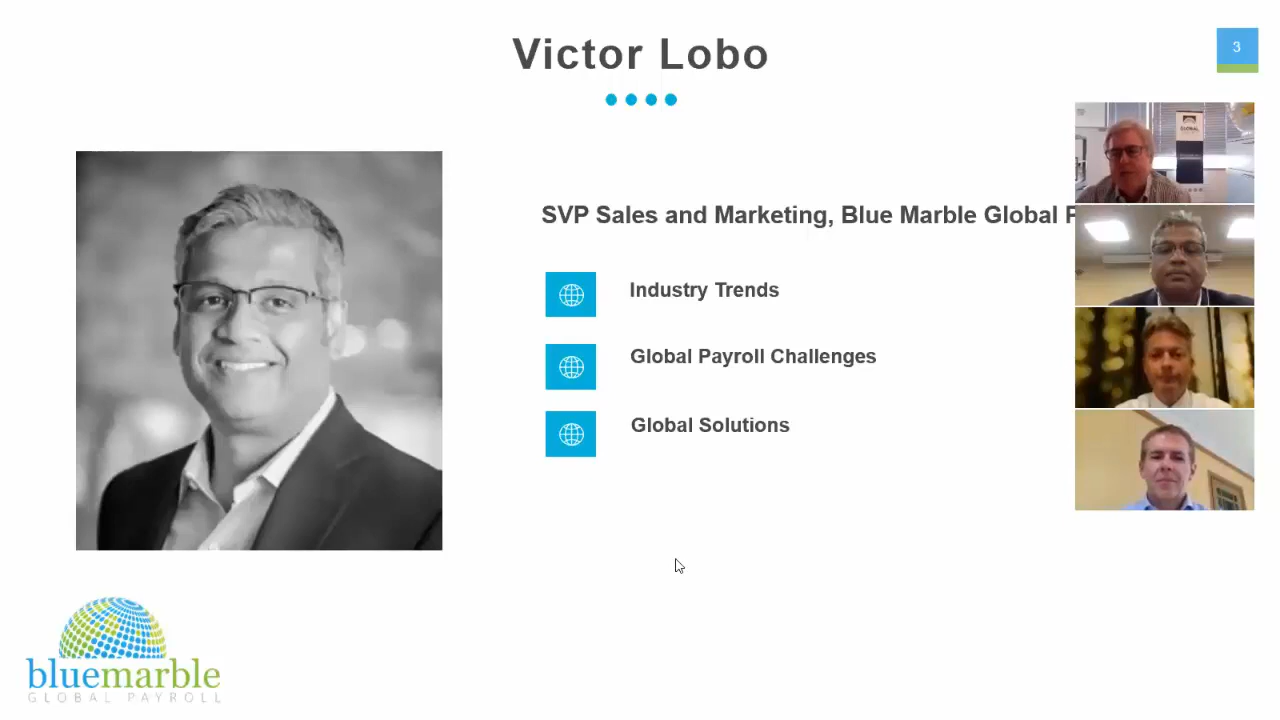 Victor Lobo
3
GLOBAL
SVP Sales and Marketing, Blue Marble Global P
Industry Trends
Global Payroll Challenges
Global Solutions
bluemarble
GLOBAL PAYROLL